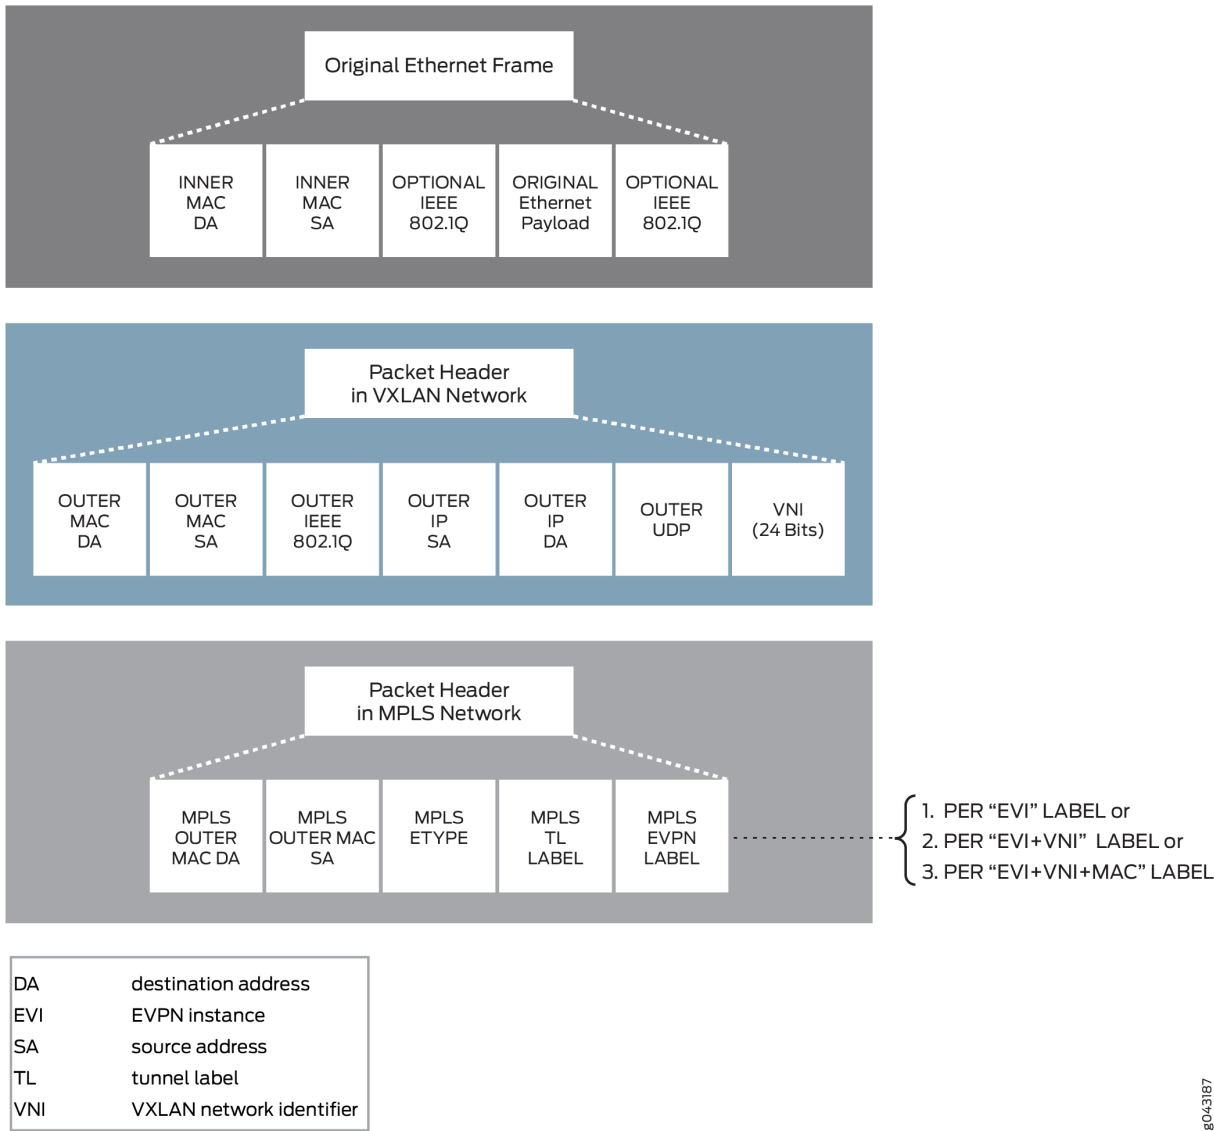 Original Ethernet Frame
INNER
MAC
DA
INNER
MAC
SA
OPTIONAL
IEEE
802.1Q
ORIGINAL
Ethernet
Payload
OPTIONAL
IEEE
802.1Q
Packet Header
in VXLAN Network
OUTER
MAC
DA
OUTER
MAC
SA
OUTER
IEEE
802.1Q
OUTER
IP
SA
OUTER
IP
DA
OUTER
UDP
VNI
(24 Bits)
Packet Header
in MPLS Network
MPLS
OUTER
MAC DA
MPLS
OUTER MAC
SA
MPLS
ETYPE
MPLS
TL
LABEL
MPLS
EVPN
LABEL
1. PER “EVI” LABEL or
2. PER “EVI+VNI” LABEL or
3. PER “EVI+VNI+MAC” LABEL
DA destination address
EVI EVPN instance
SA source address
TL tunnel label
VNI VXLAN network identifier
g043187